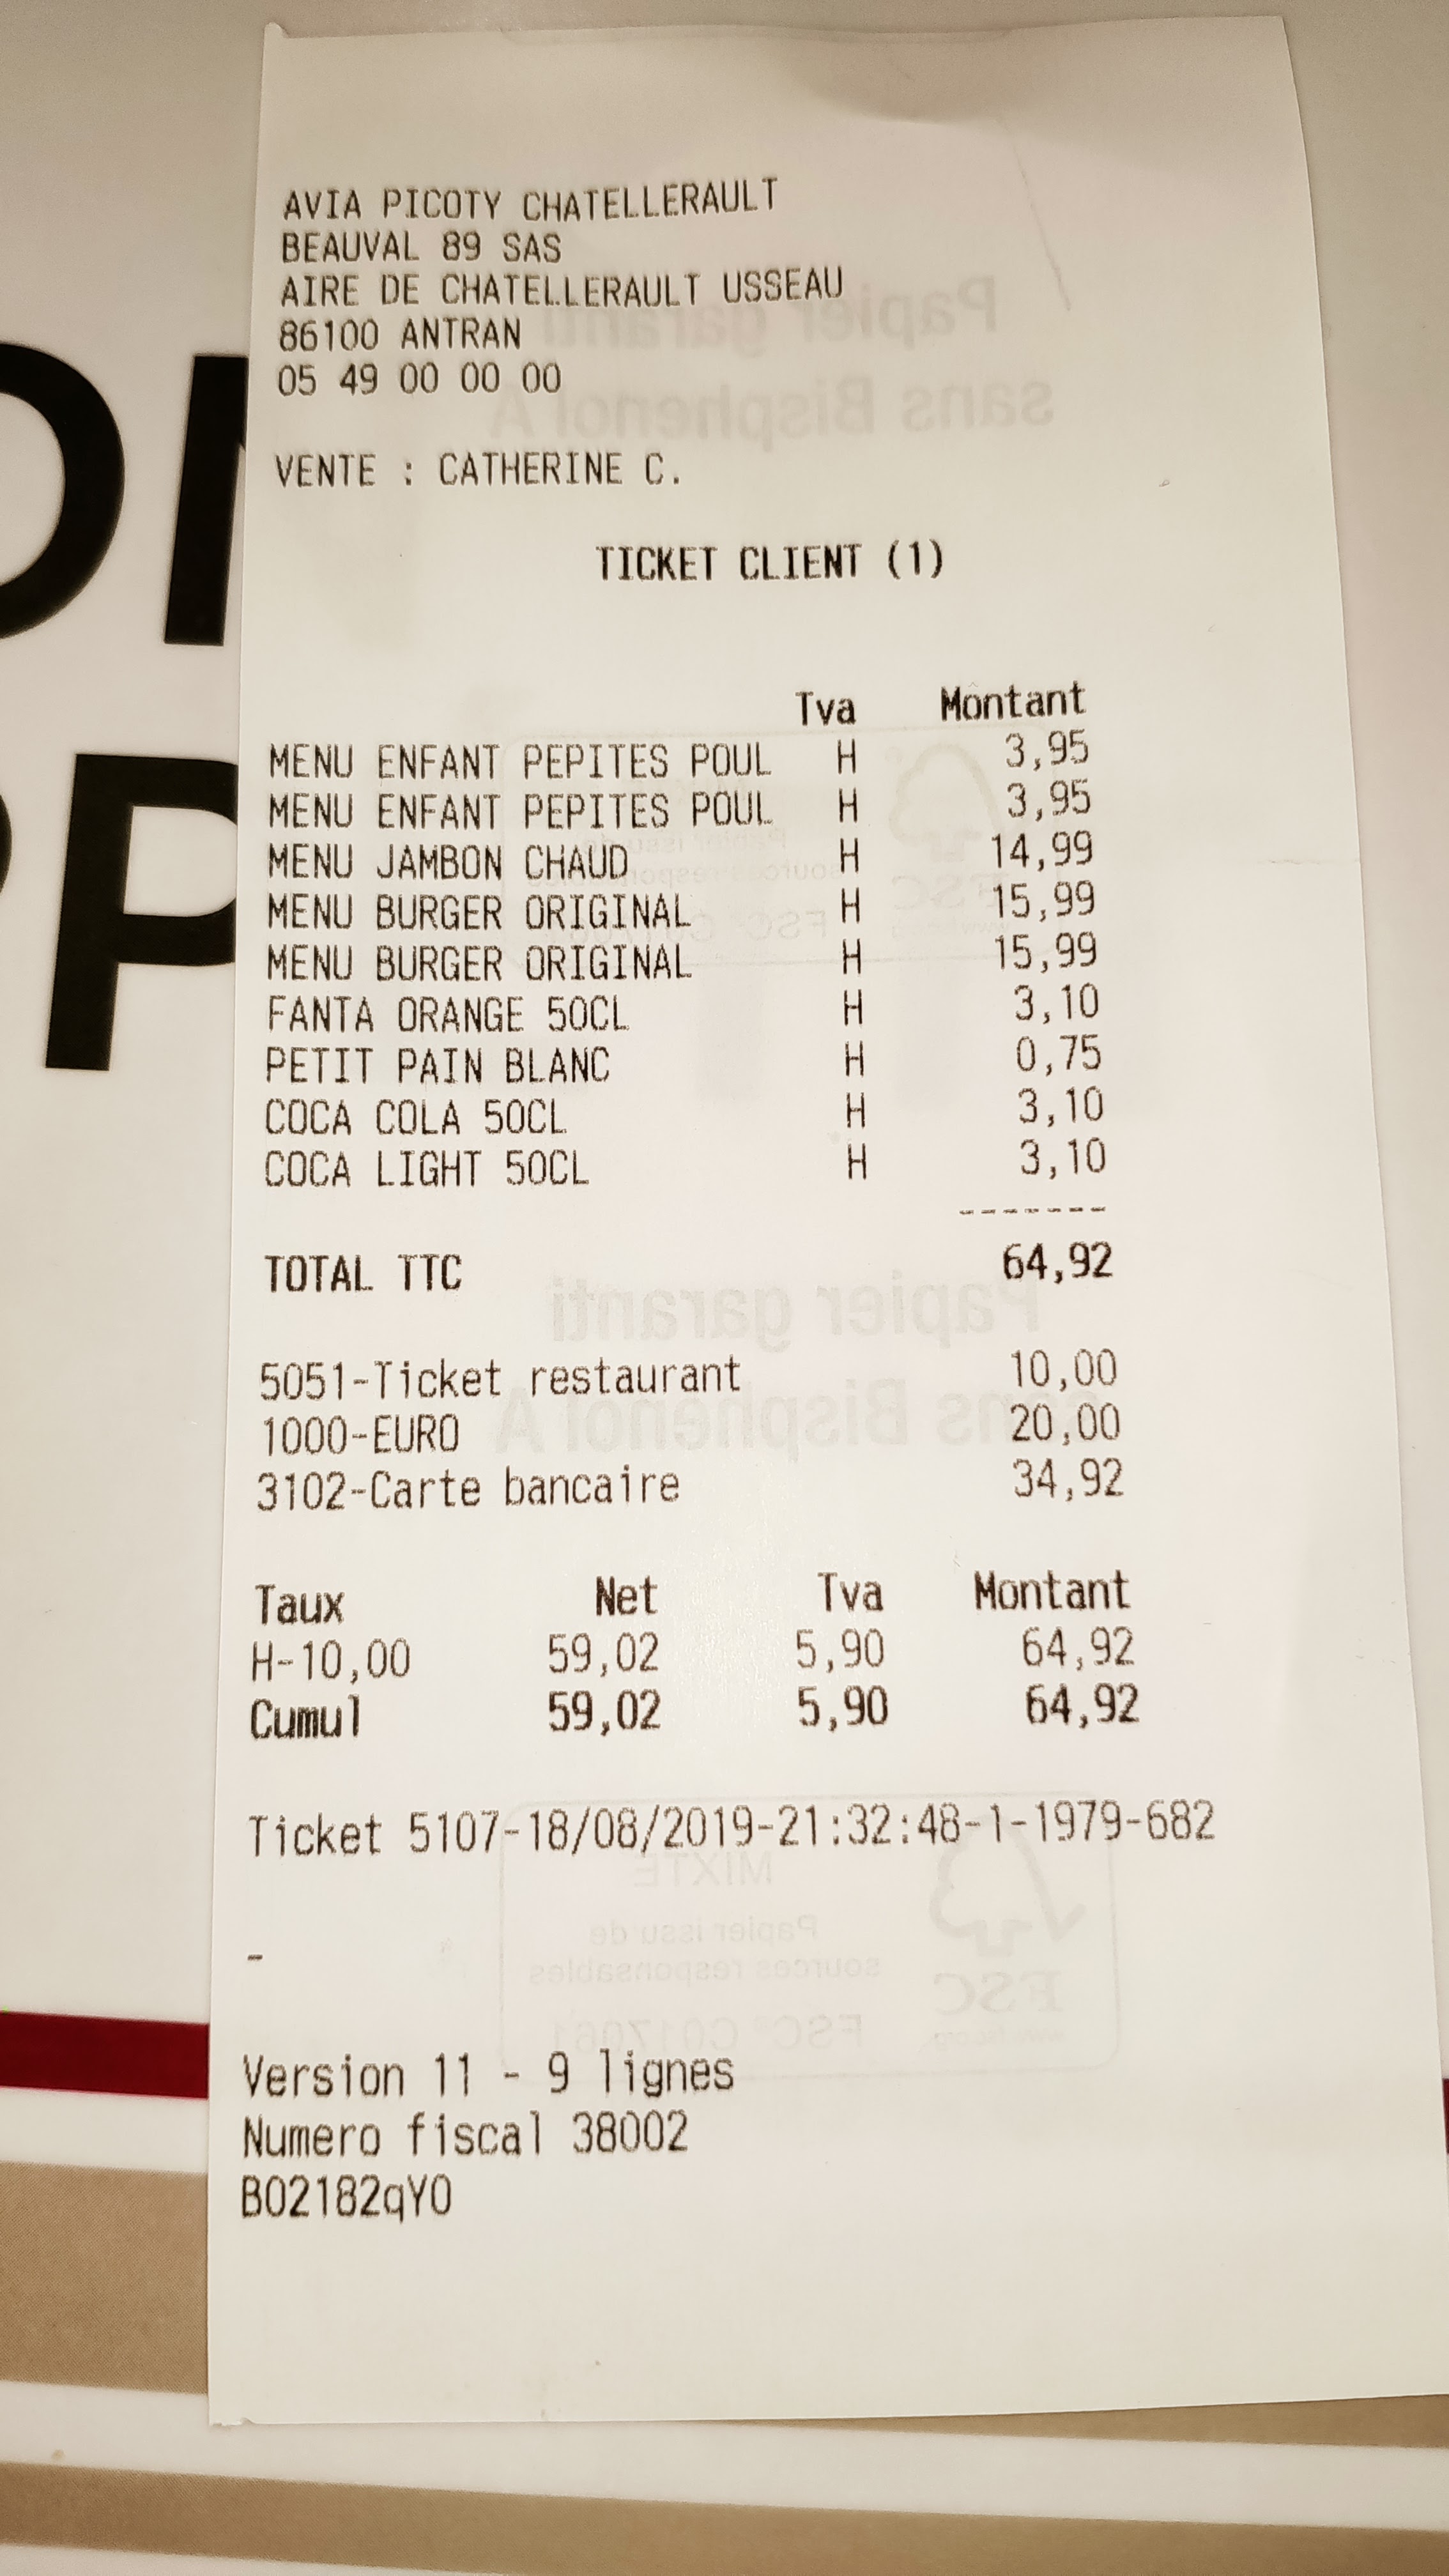 AVIA PICOTY CHATELLERAULT
BEAUVAL 89 SAS
AIRE DE CHATELLERAULT USSEAU
86100 ANTRAN
05 49 00 00 00
VENTE : CATHERINE C.
TICKET CLIENT (1)
Tva Montant
MENU ENFANT PEPITES POUL H 3,95
MENU ENFANT PEPITES POUL H 3,95
MENU JAMBON CHAUD H 14,99
MENU BURGER ORIGINAL H 15,99
MENU BURGER ORIGINAL H 15,99
FANTA ORANGE 50CL H 3,10
PETIT PAIN BLANC H 0,75
COCA COLA 50CL H 3,10
COCA LIGHT 50CL H 3,10
-------
TOTAL TTC 64,92
5051-Ticket restaurant 10,00
1000-EURO 20,00
3102-Carte bancaire 34,92
Taux Net Tva Montant
H-10,00 59,02 5,90 64,92
Cumul 59,02 5,90 64,92
Ticket 5107-18/08/2019-21:32:48-1-1979-682
-
Version 11 - 9 lignes
Numero fiscal 38002
B02182qYO